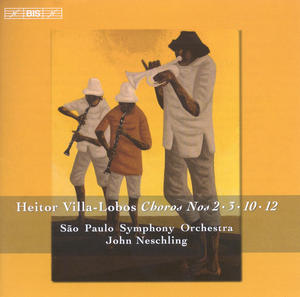 BIS
Heitor Villa-Lobos Choros Nos 2 · 3 · 10 · 12
São Paulo Symphony Orchestra
John Neschling